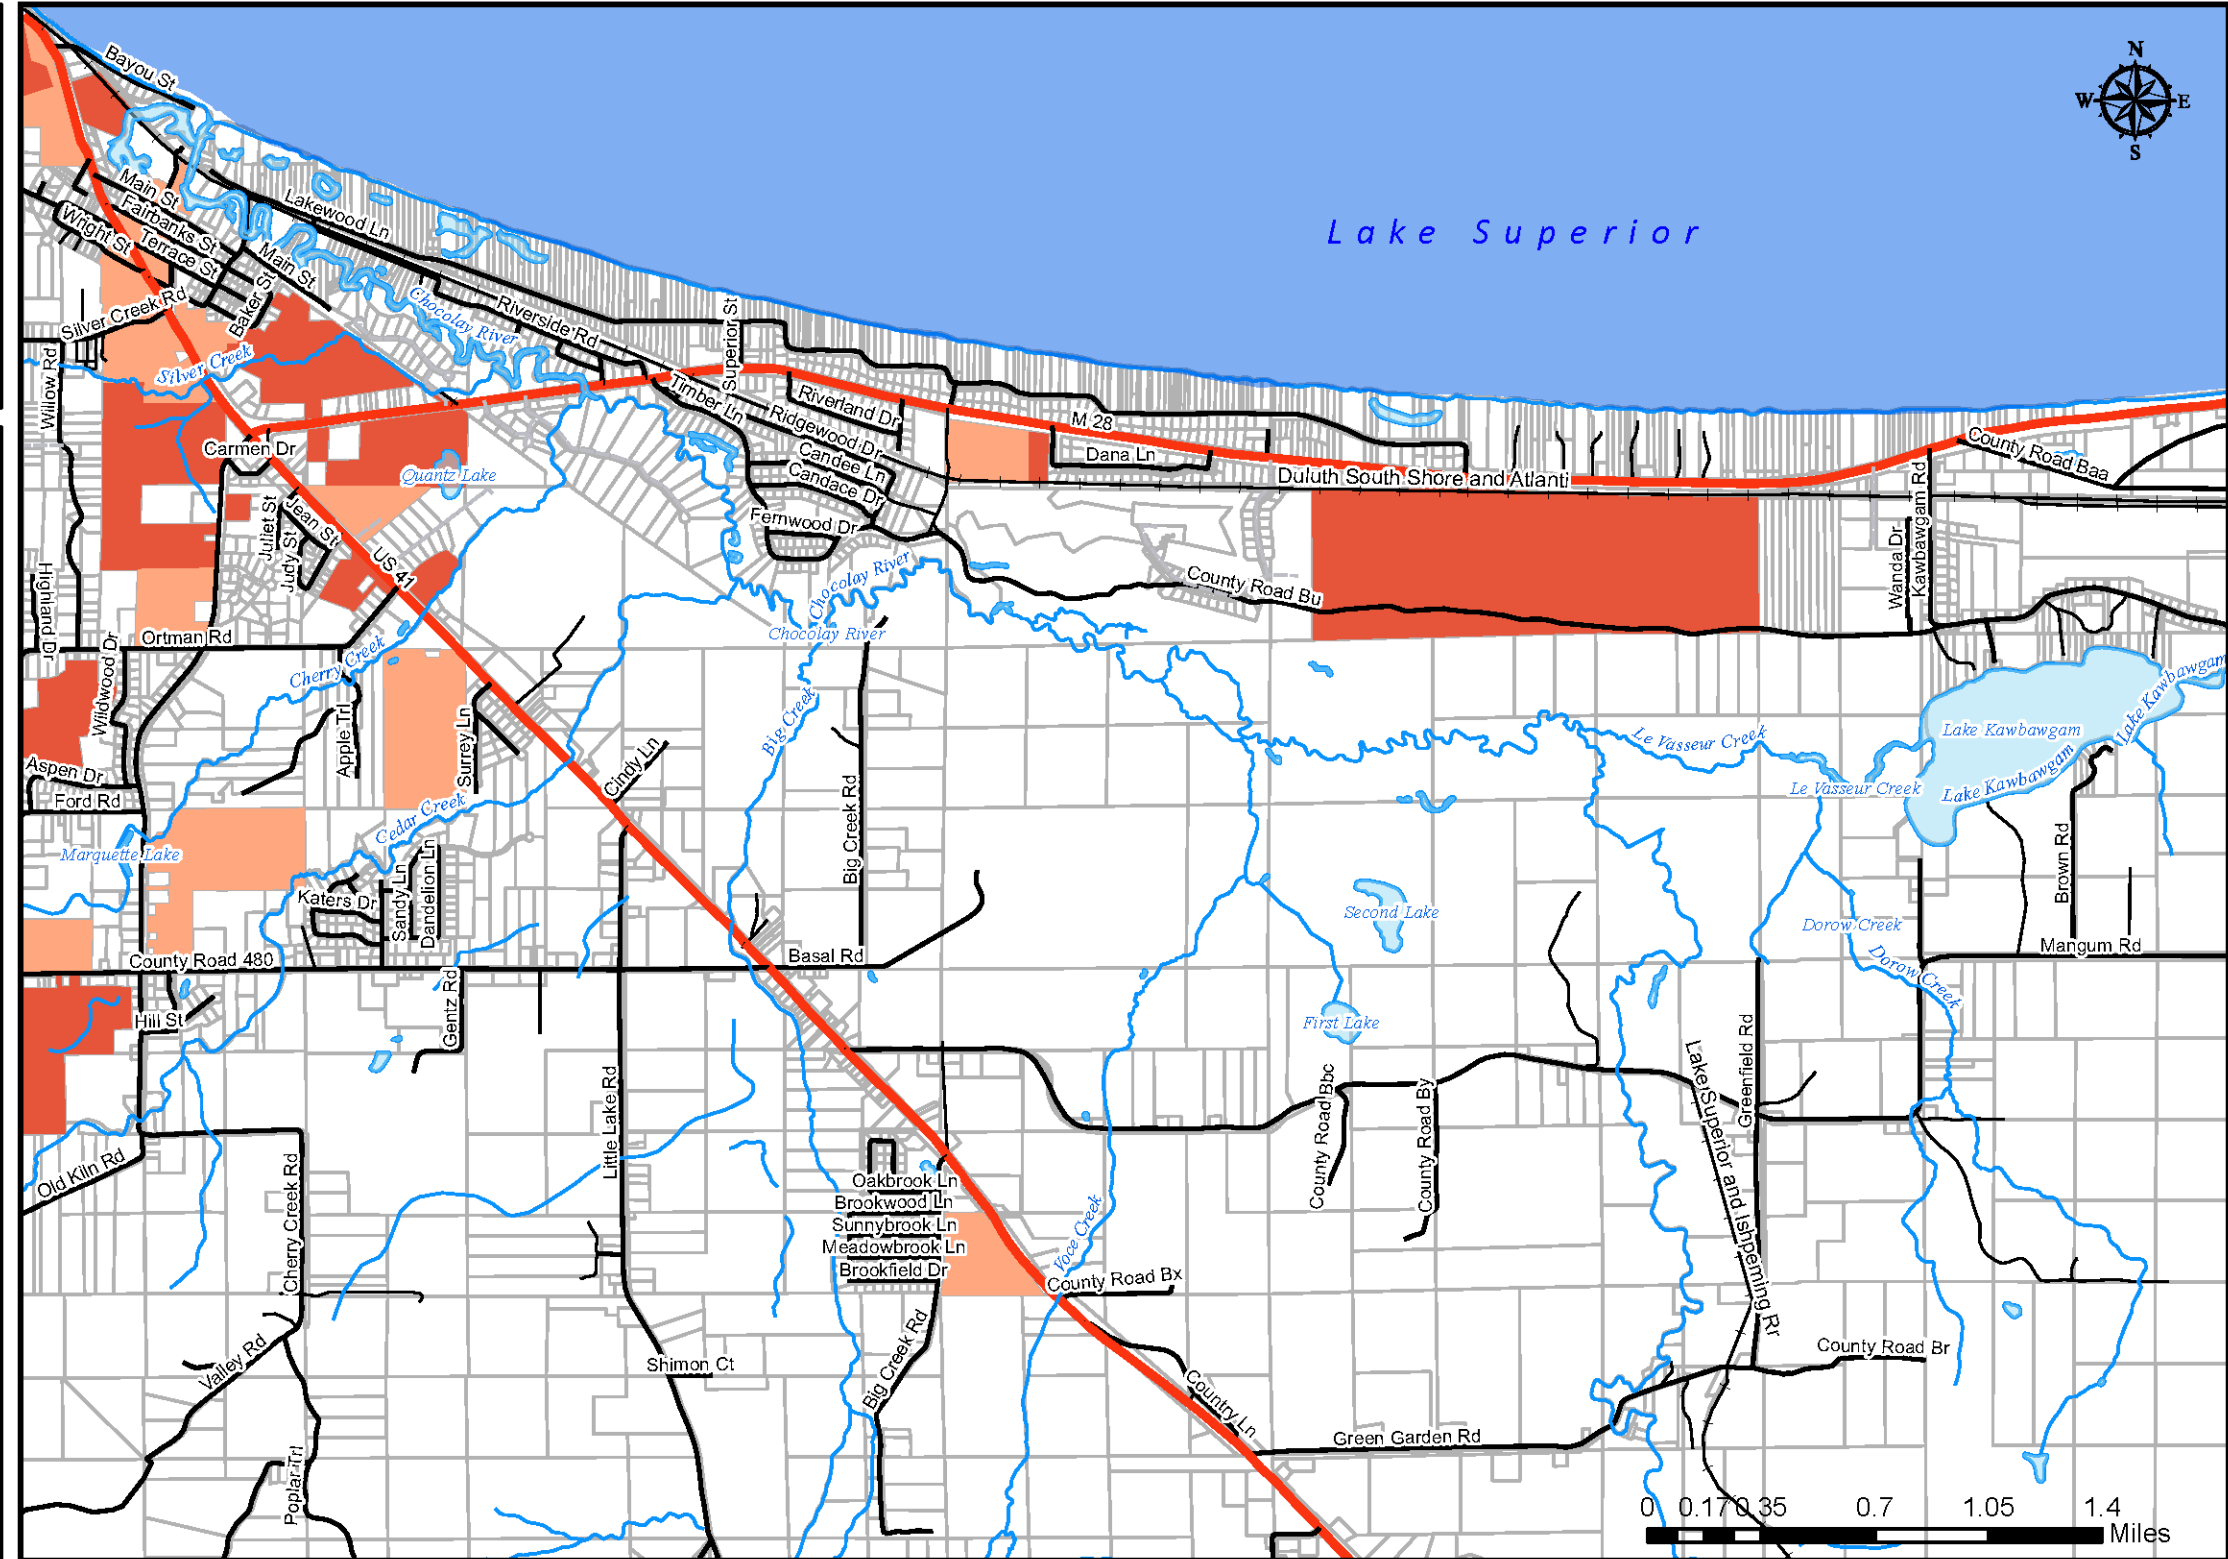 N
W
E
S
Lake Superior
Bayou St
Main St
Fairbanks St
Wright St
Terrace St
Lakewood Ln
Main St
Baker St
Silver Creek Rd
Chocolay River
Riverside Rd
Superior St
Silver Creek
Willow Rd
Timber Ln
Riverland Dr
Ridgewood Dr
M 28
Carmen Dr
Candee Ln
Dana Ln
County Road Baa
Quantz Lake
Candace Dr
Duluth South Shore and Atlanti
Juliet St
Jean St
Judy St
Fernwood Dr
Kawbawgam Rd
Wanda Dr
US 41
Highland Dr
Chocolay River
County Road Bu
Ortman Rd
Chocolay River
Cherry Creek
Wildwood Dr
Lake Kawbawgam
Big Creek
Apple Trl
Surrey Ln
Le Vasseur Creek
Lake Kawbawgam
Aspen Dr
Cindy Ln
Ford Rd
Le Vasseur Creek
Lake Kawbawgam
Cedar Creek
Big Creek Rd
Marquette Lake
Brown Rd
Katers Dr
Sandy Ln
Dandelion Ln
Second Lake
Dorow Creek
County Road 480
Basal Rd
Mangum Rd
Dorow Creek
Gentz Rd
Hill St
First Lake
Greenfield Rd
Little Lake Rd
County Road Bbc
County Road By
Lake Superior and Ishpeming Rr
Old Kiln Rd
Cherry Creek Rd
Oakbrook Ln
Brookwood Ln
Sunnybrook Ln
Meadowbrook Ln
Brookfield Dr
Voce Creek
County Road Bx
Valley Rd
Shimon Ct
Big Creek Rd
County Road Br
Country Ln
Green Garden Rd
Poplar Trl
0 0.17 0.35 0.7 1.05 1.4
Miles